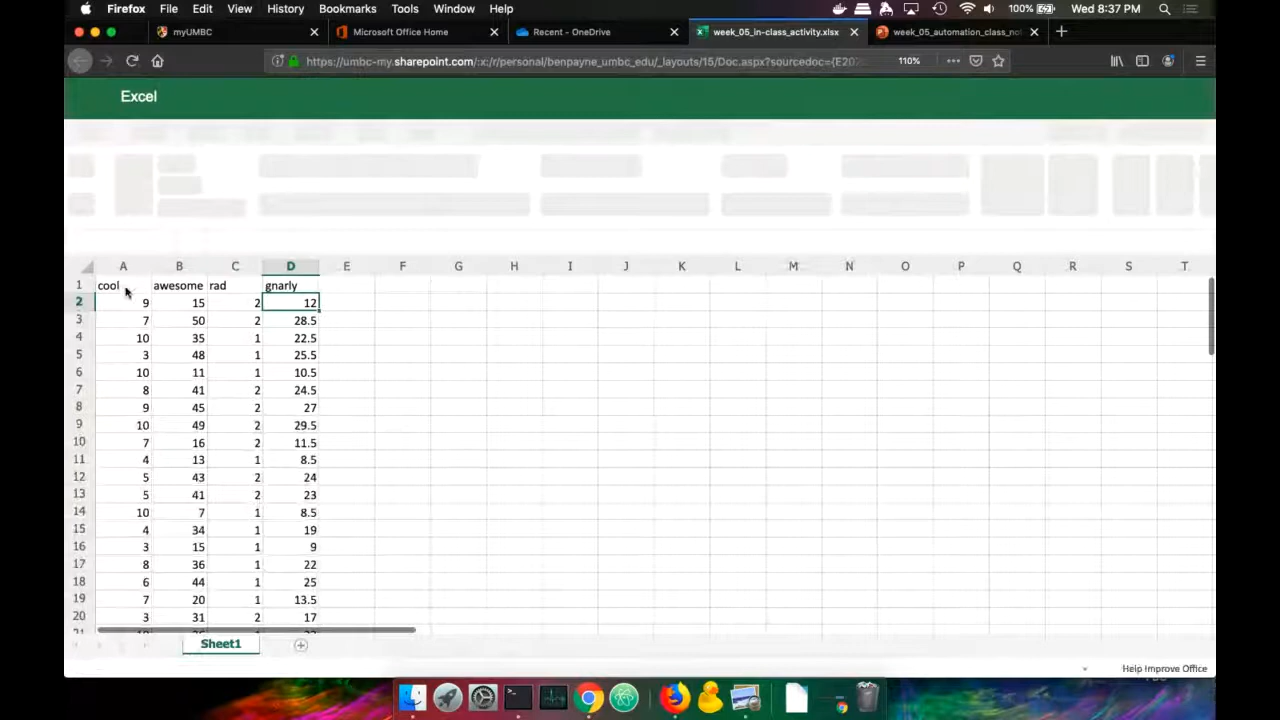 Firefox File Edit View History Bookmarks Tools Window Help 100% Wed 8:37 PM
myUMBC Microsoft Office Home Recent - OneDrive week_05_in-class_activity.xlsx week_05_automation_class_no
https://umbc-my.sharepoint.com/:x:/r/personal/benpayne_umbc_edu/_layouts/15/Doc.aspx?sourcedoc={E20 110%
Excel
A B C D E F G H I J K L M N O P Q R S T
1 cool awesome rad gnarly
2 9 15 2 12
3 7 50 2 28.5
4 10 35 1 22.5
5 3 48 1 25.5
6 10 11 1 10.5
7 8 41 2 24.5
8 9 45 2 27
9 10 49 2 29.5
10 7 16 2 11.5
11 4 13 1 8.5
12 5 43 2 24
13 5 41 2 23
14 10 7 1 8.5
15 4 34 1 19
16 3 15 1 9
17 8 36 1 22
18 6 44 1 25
19 7 20 1 13.5
20 3 31 2 17
Sheet1
Help Improve Office